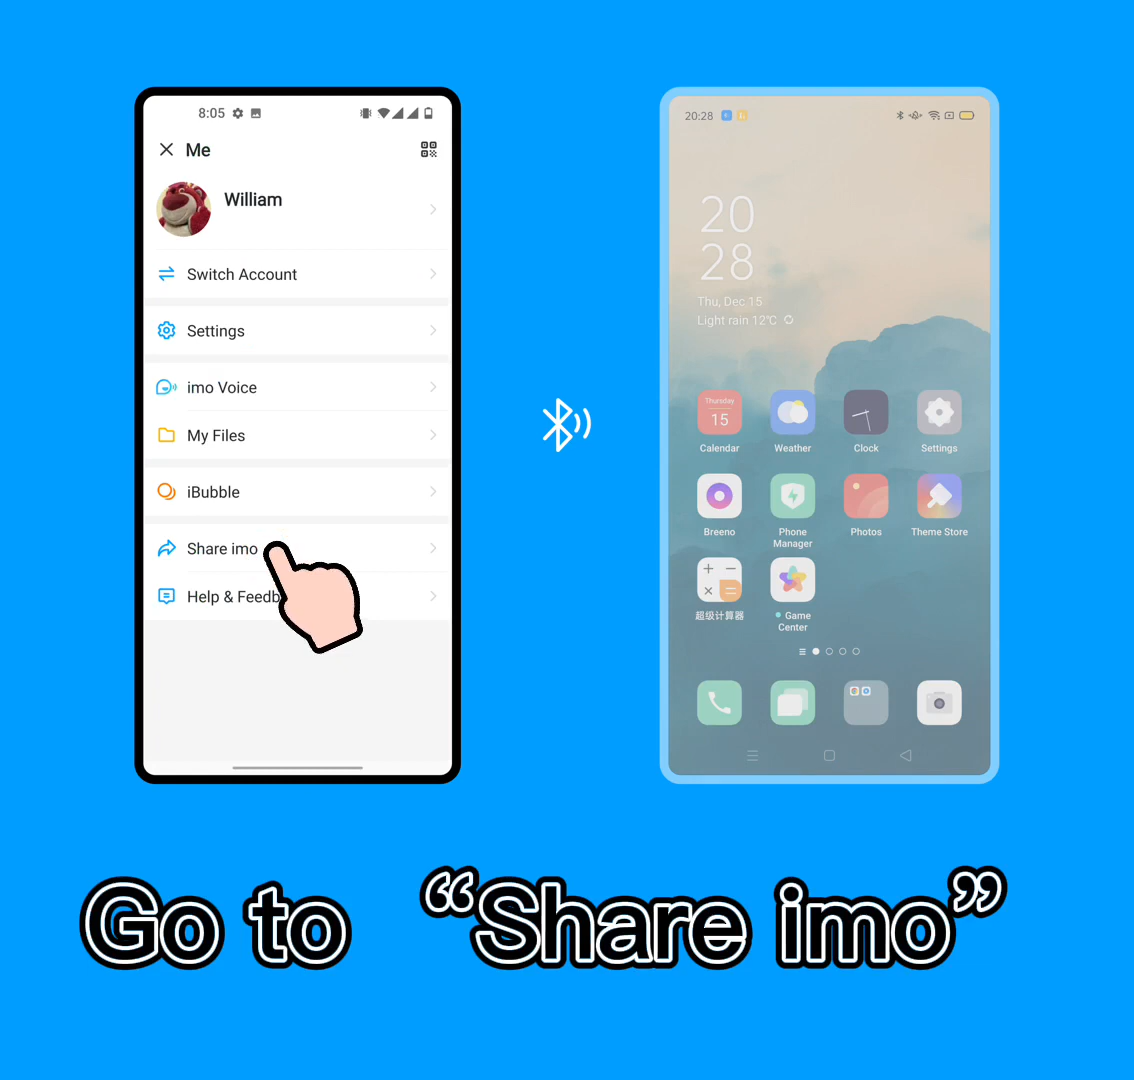 8:05
Me
William
Switch Account
Settings
imo Voice
My Files
iBubble
Share imo
Help & Feedb
20:28
20
28
Thu, Dec 15
Light rain 12℃
Thursday
15
Calendar
Weather
Clock
Settings
Breeno
Phone
Manager
Photos
Theme Store
超级计算器
Game
Center
Go to “Share imo”